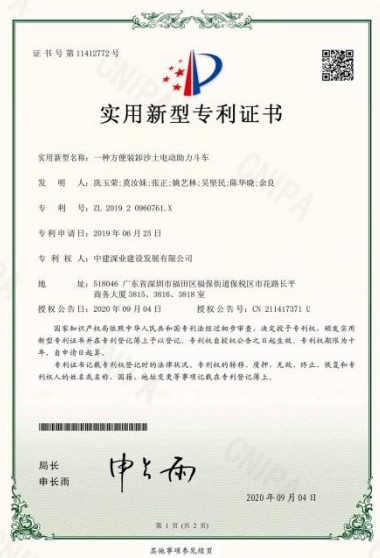 证书号第11412772号
实用新型专利证书
实用新型名称：一种方便装卸沙土电动助力斗车
发 明 人：冼玉荣;莫汝妹;张正;姚艺林;吴坚民;陈华晓;余良
专 利 号：ZL 2019 2 0960761.X
专利申请日：2019年06月25日
专 利 权 人：中建深业建设发展有限公司
地 址：518046 广东省深圳市福田区福保街道保税区市花路长平
商务大厦3815、3816、3818室
授权公告日：2020年09月04日 授权公告号：CN 211417371 U
国家知识产权局依照中华人民共和国专利法经过初步审查，决定授予专利权，颁发实用
新型专利证书并在专利登记簿上予以登记。专利权自授权公告之日起生效。专利权期限为十
年，自申请日起算。
专利证书记载专利权登记时的法律状况。专利权的转移、质押、无效、终止、恢复和专
利权人的姓名或名称、国籍、地址变更等事项记载在专利登记簿上。
局长
申长雨
申长雨
2020年09月04日
第 1 页 (共 2 页)
其他事项参见续页
CNIPA